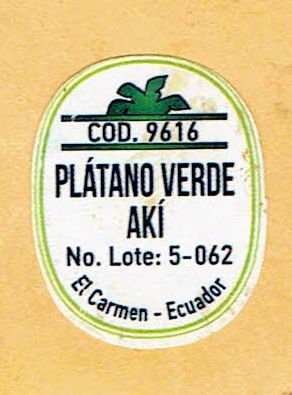 COD. 9616
PLÁTANO VERDE
AKÍ
No. Lote: 5-062
El Carmen - Ecuador